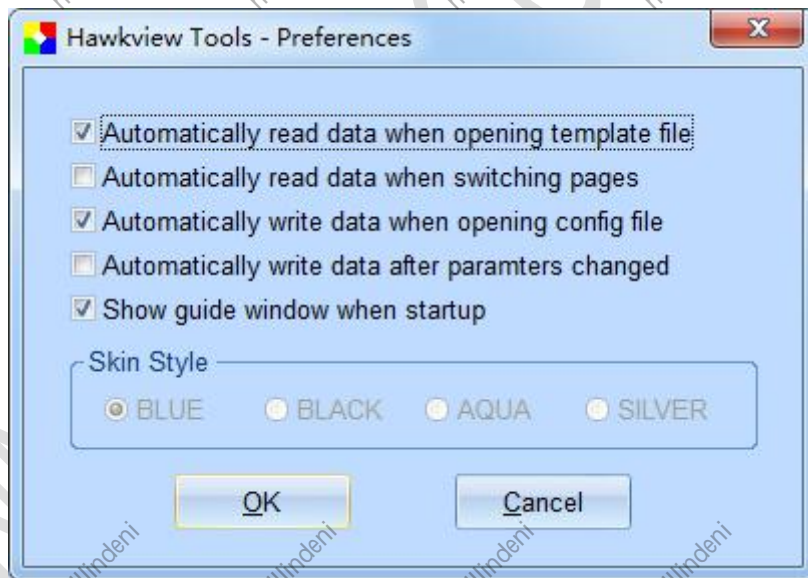 Hawkview Tools - Preferences
Automatically read data when opening template file
Automatically read data when switching pages
Automatically write data when opening config file
Automatically write data after paramters changed
Show guide window when startup
Skin Style
BLUE BLACK AQUA SILVER
OK Cancel